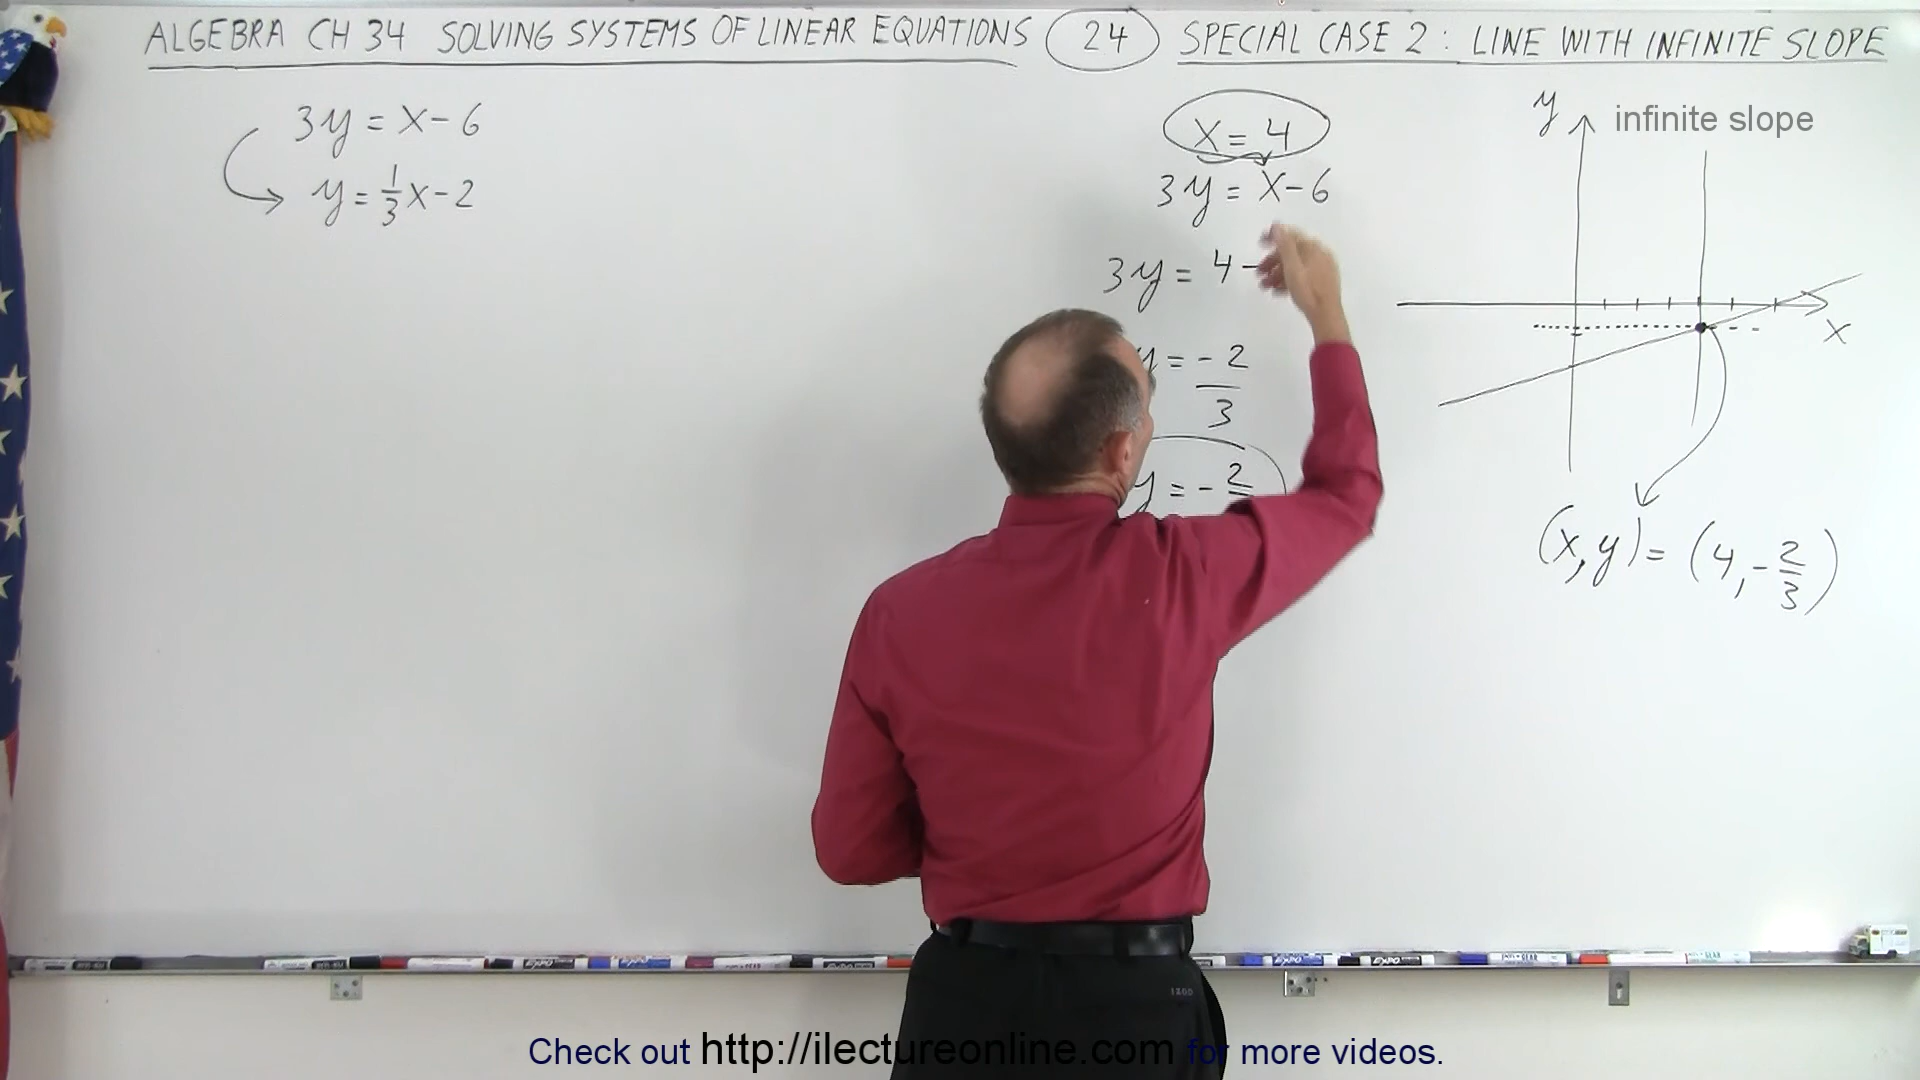 ALGEBRA CH 34 SOLVING SYSTEMS OF LINEAR EQUATIONS 24 SPECIAL CASE 2: LINE WITH INFINITE SLOPE
3y = x - 6
y = 1/3 x - 2
x = 4
3y = x - 6
3y = 4 -
y = -2/3
y = - 2
y
infinite slope
x
(x, y) = (4, -2/3)
Check out http://ilectureonline.com for more videos.